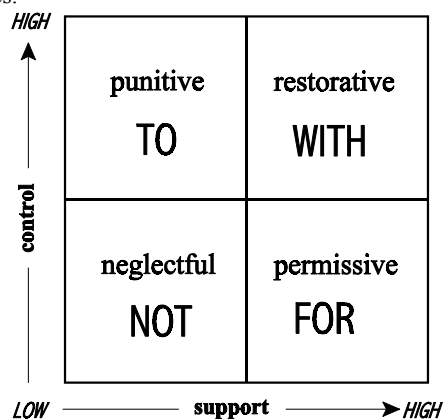 HIGH
punitive restorative
TO WITH
control
neglectful permissive
NOT FOR
LOW support HIGH